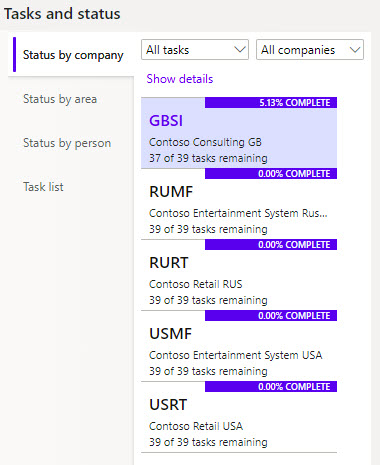 Tasks and status
Status by company
Status by area
Status by person
Task list
All tasks
All companies
Show details
5.13% COMPLETE
GBSI
Contoso Consulting GB
37 of 39 tasks remaining
0.00% COMPLETE
RUMF
Contoso Entertainment System Rus...
39 of 39 tasks remaining
0.00% COMPLETE
RURT
Contoso Retail RUS
39 of 39 tasks remaining
0.00% COMPLETE
USMF
Contoso Entertainment System USA
39 of 39 tasks remaining
0.00% COMPLETE
USRT
Contoso Retail USA
39 of 39 tasks remaining